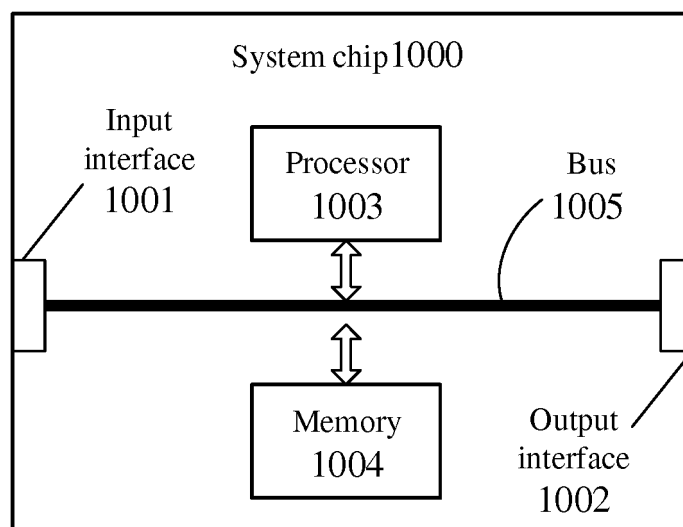 System chip1000
Input
interface
1001
Processor
1003
Bus
1005
Memory
1004
Output
interface
1002